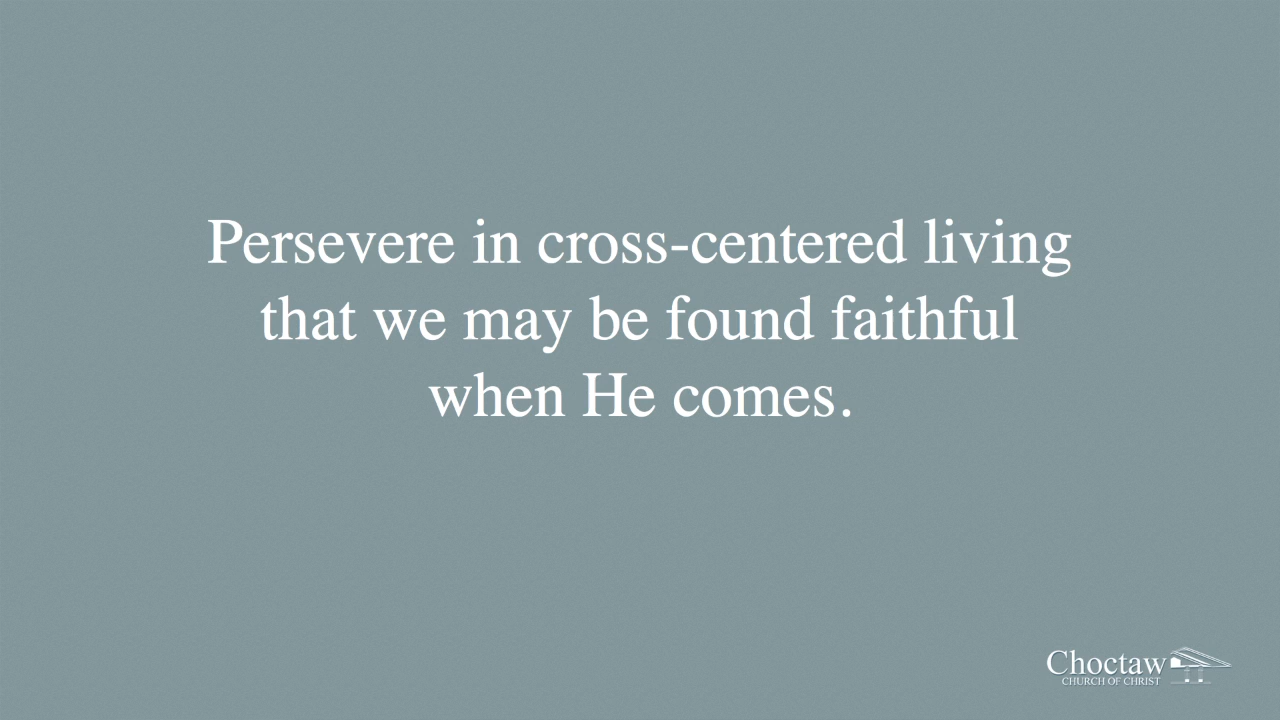 Persevere in cross-centered living
that we may be found faithful
when He comes.
Choctaw
CHURCH OF CHRIST